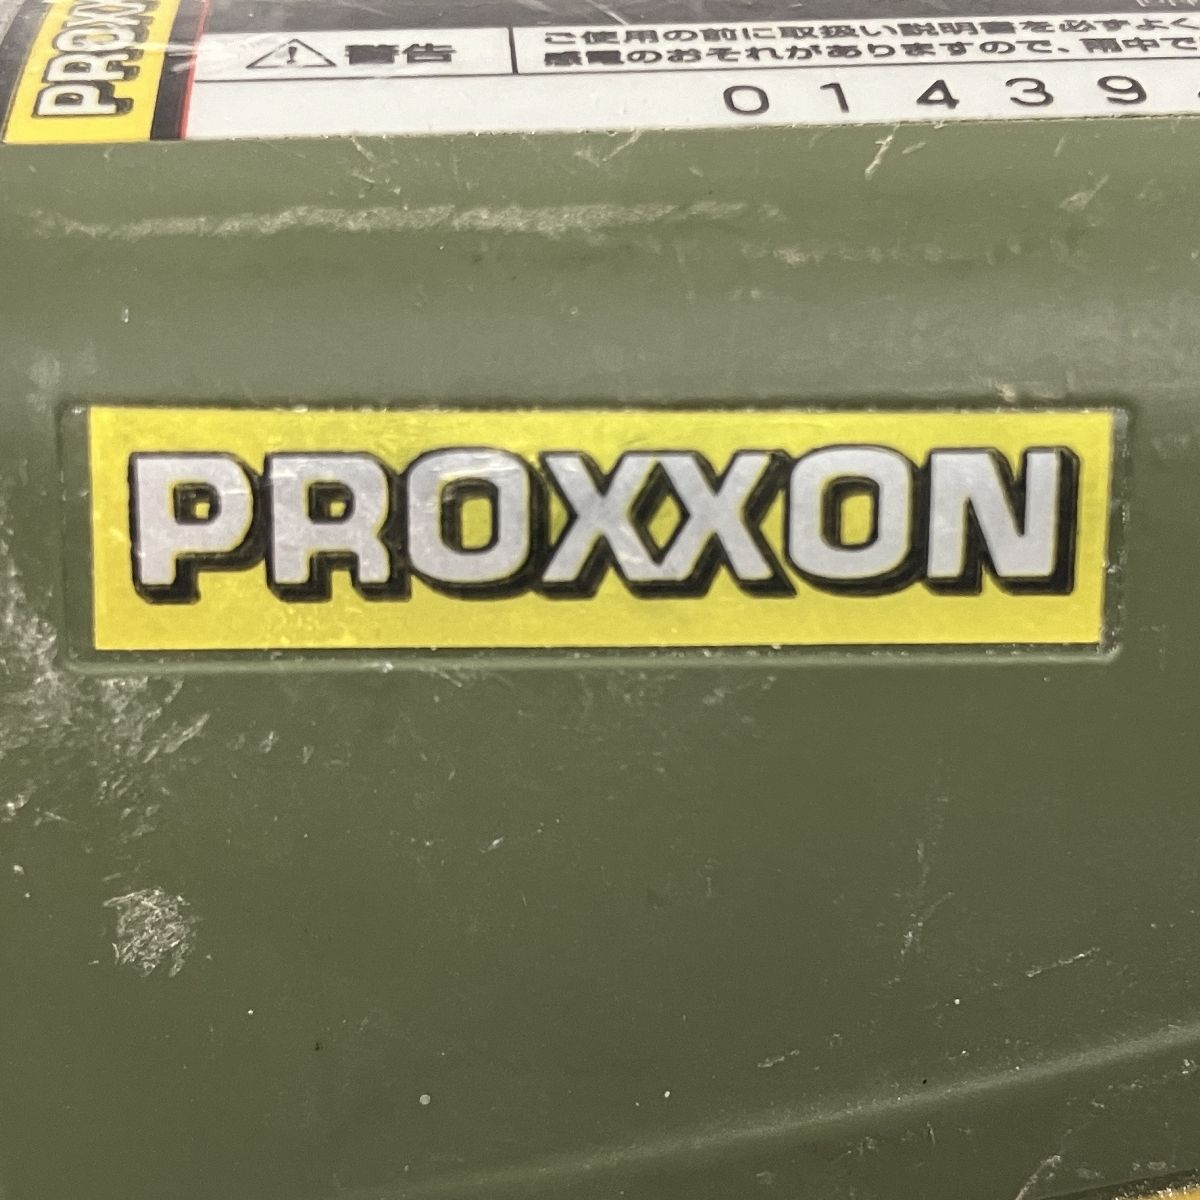 警告
ご使用の前に取扱い説明書を必ずよく
感電のおそれがありますので、雨中で
01439
PROXXON